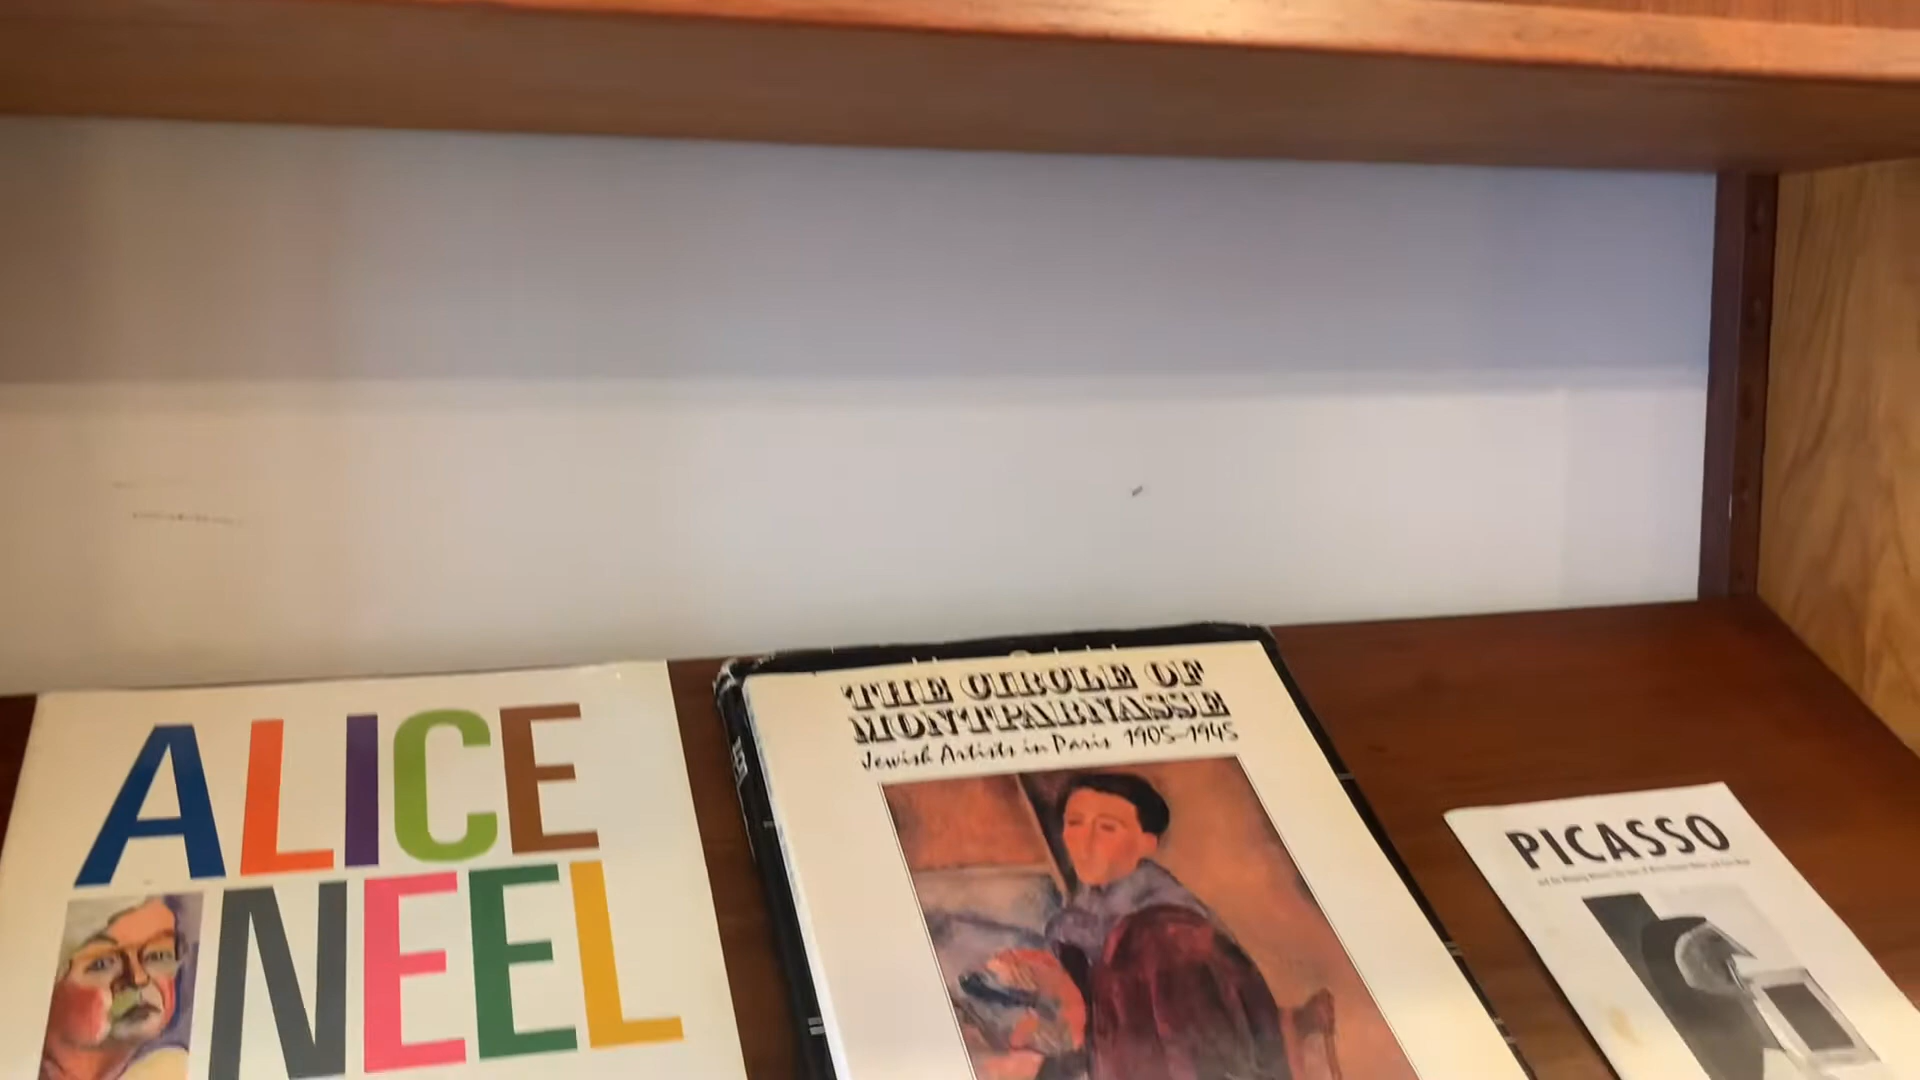 ALICE
NEEL
THE CIRCLE OF
MONTPARNASSE
Jewish Artists in Paris 1905-1945
PICASSO